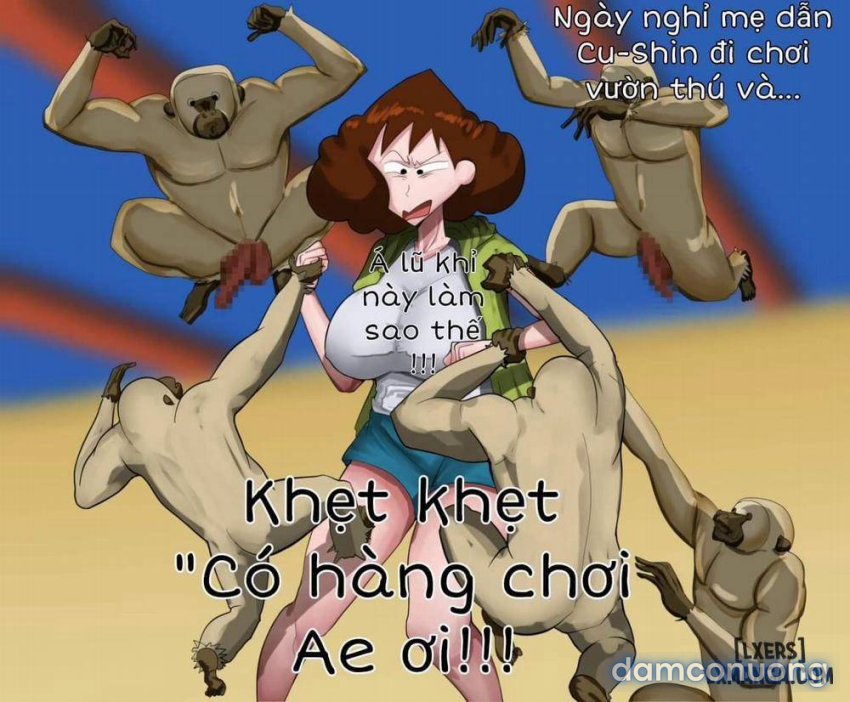 Ngày nghỉ mẹ dẫn
Cu-Shin đi chơi
vườn thú và...
Á lũ khỉ
này làm
sao thế
!!!
Khẹt khẹt
"Có hàng chơi
Ae ơi!!!
[LXERS]
damconuong